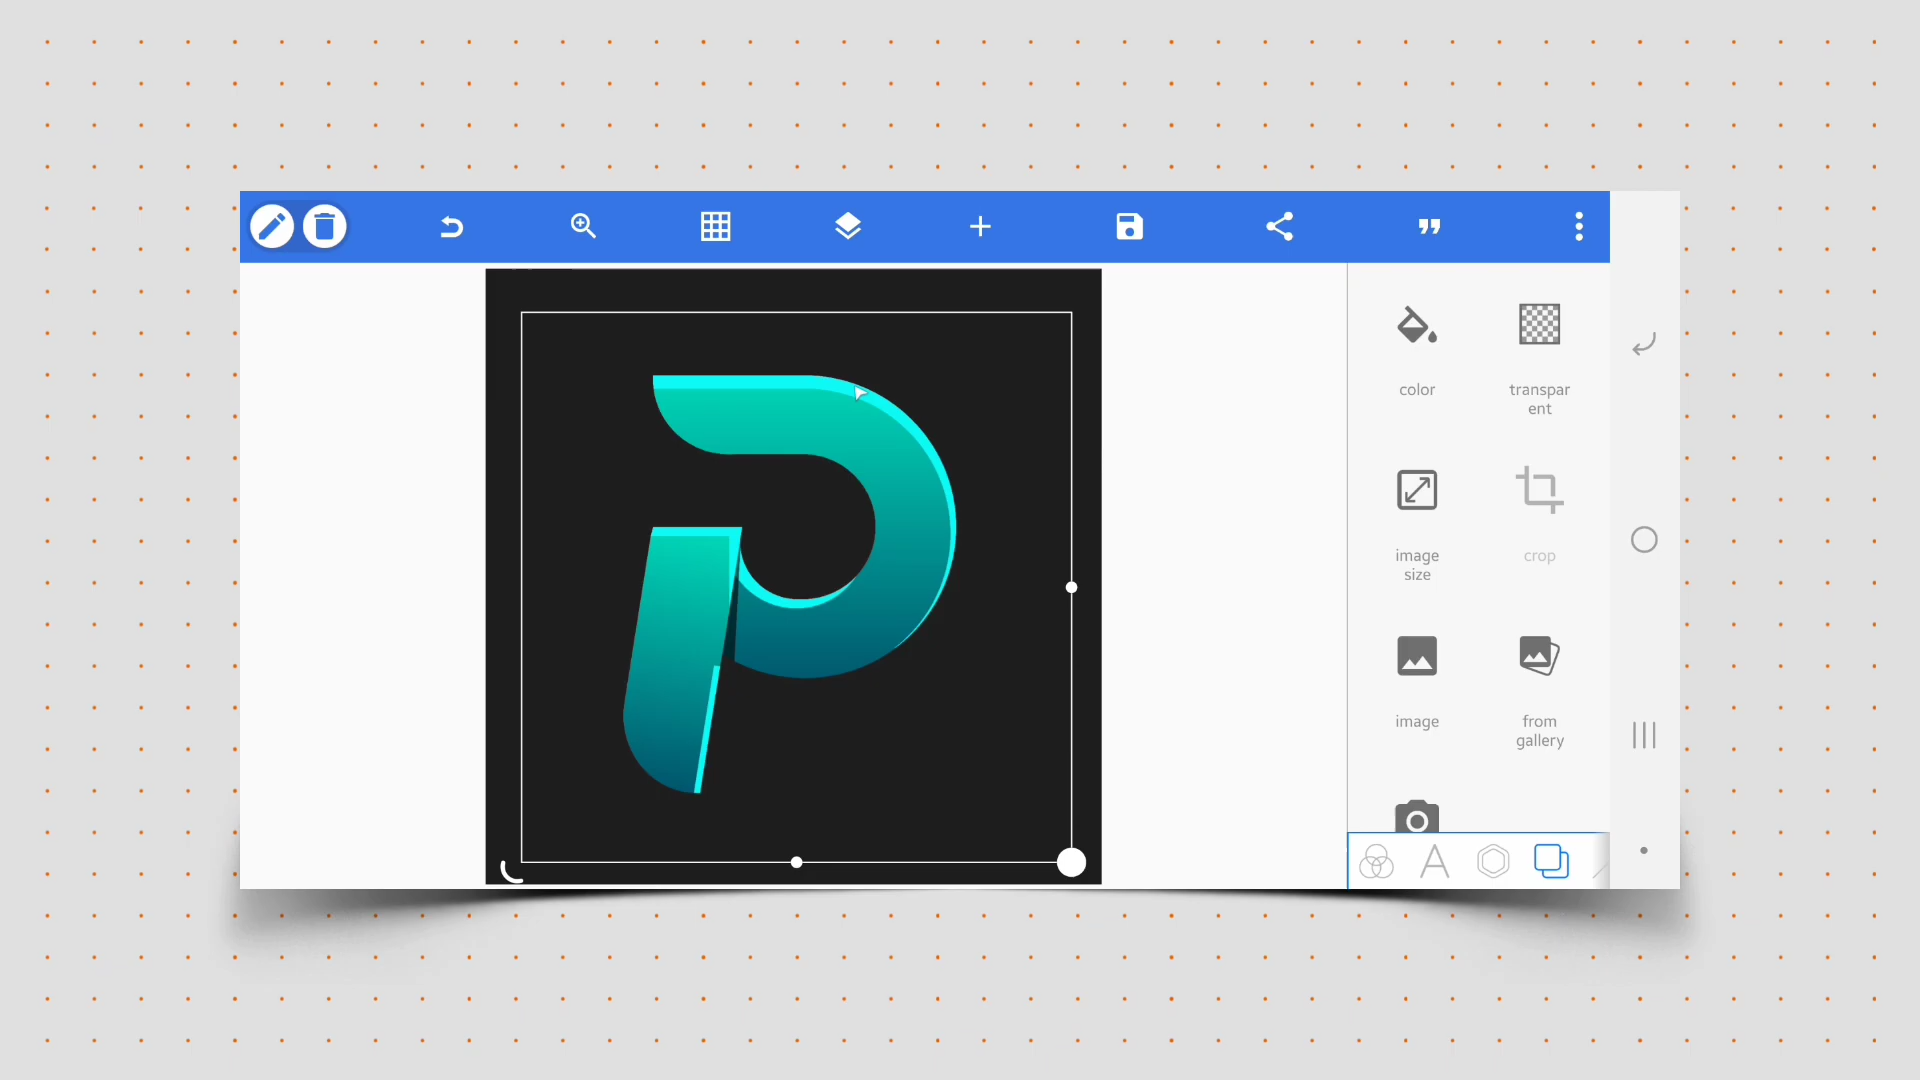 color
transpar
ent
image
size
crop
image
from
gallery